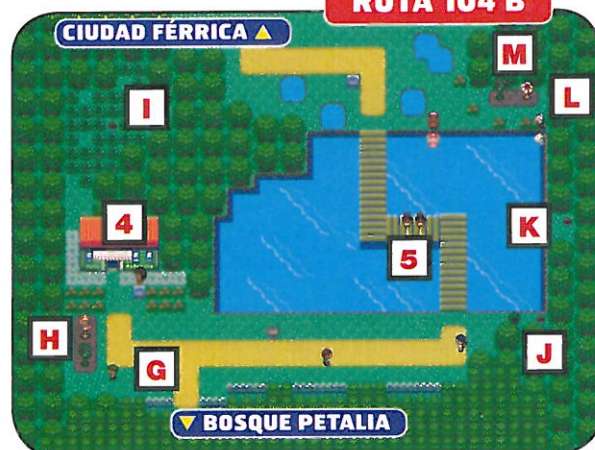 RUTA 104 B
CIUDAD FÉRRICA ▲
M
L
I
4
K
5
H
G
J
▼ BOSQUE PETALIA